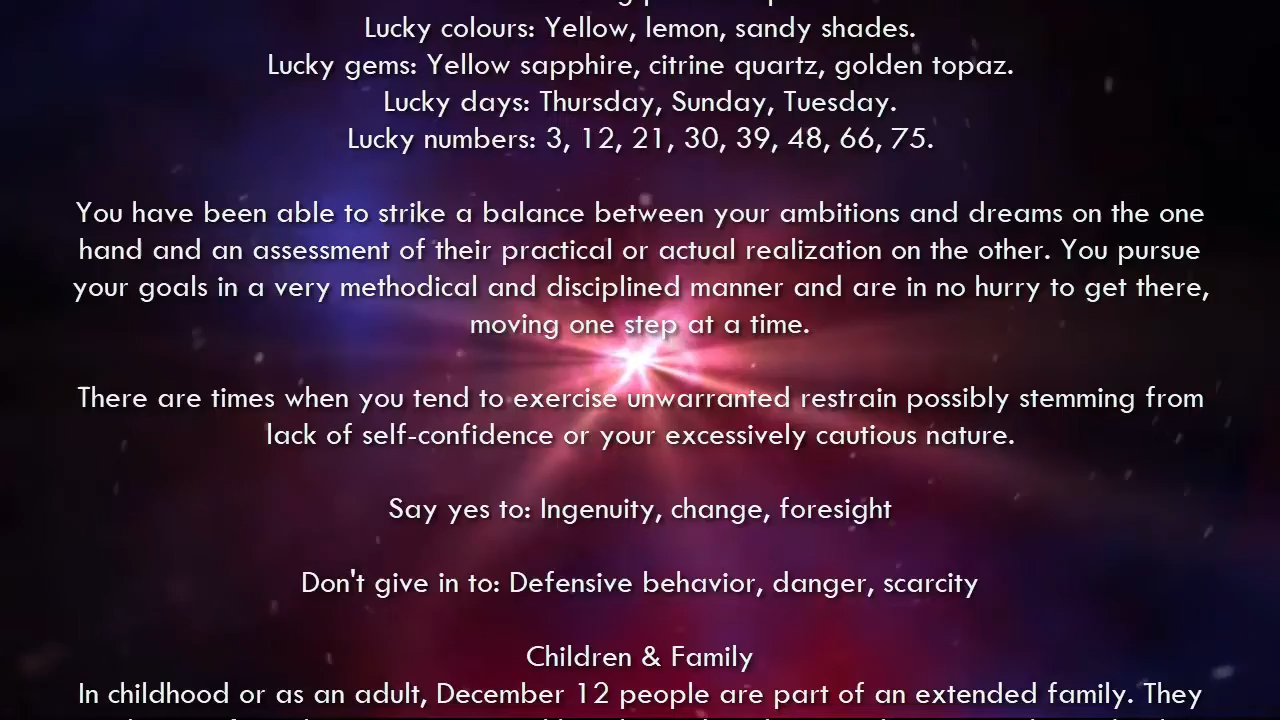 Lucky colours: Yellow, lemon, sandy shades.
Lucky gems: Yellow sapphire, citrine quartz, golden topaz.
Lucky days: Thursday, Sunday, Tuesday.
Lucky numbers: 3, 12, 21, 30, 39, 48, 66, 75.
You have been able to strike a balance between your ambitions and dreams on the one
hand and an assessment of their practical or actual realization on the other. You pursue
your goals in a very methodical and disciplined manner and are in no hurry to get there,
moving one step at a time.
There are times when you tend to exercise unwarranted restrain possibly stemming from
lack of self-confidence or your excessively cautious nature.
Say yes to: Ingenuity, change, foresight
Don't give in to: Defensive behavior, danger, scarcity
Children & Family
In childhood or as an adult, December 12 people are part of an extended family. They